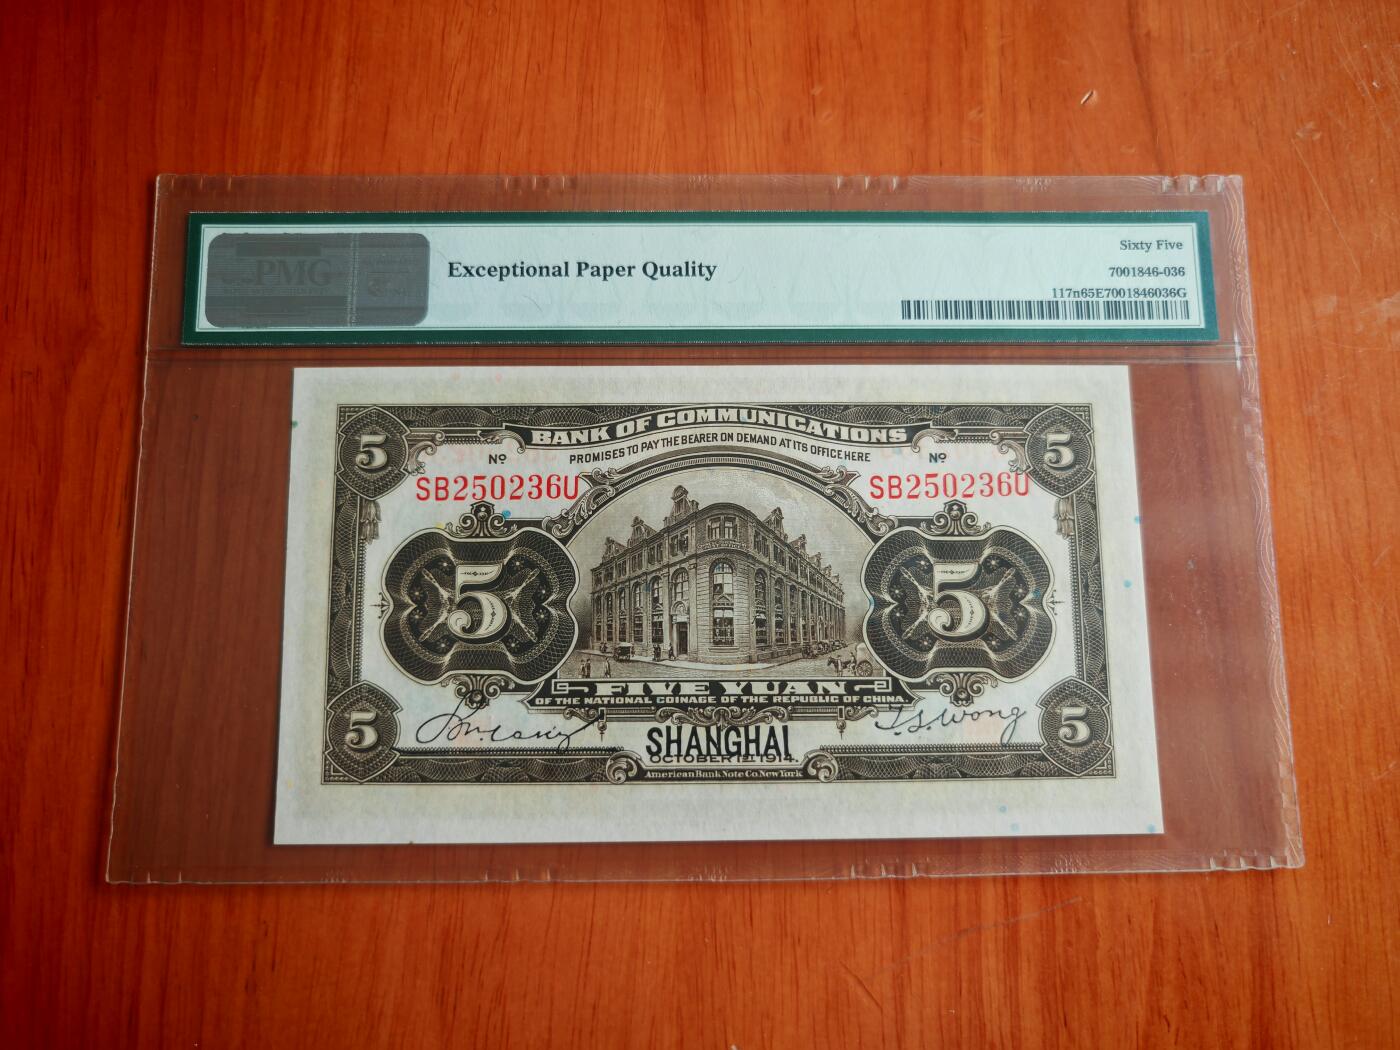 PMG
Exceptional Paper Quality
Sixty Five
7001846-036
117n65E7001846036G
5 BANK OF COMMUNICATIONS 5
PROMISES TO PAY THE BEARER ON DEMAND AT ITS OFFICE HERE
Nº Nº
SB250236U SB250236U
5 5
FIVE YUAN
OF THE NATIONAL COINAGE OF THE REPUBLIC OF CHINA.
5 T.S.Wong 5
SHANGHAI
OCTOBER 1ST 1914.
American Bank Note Co. New York